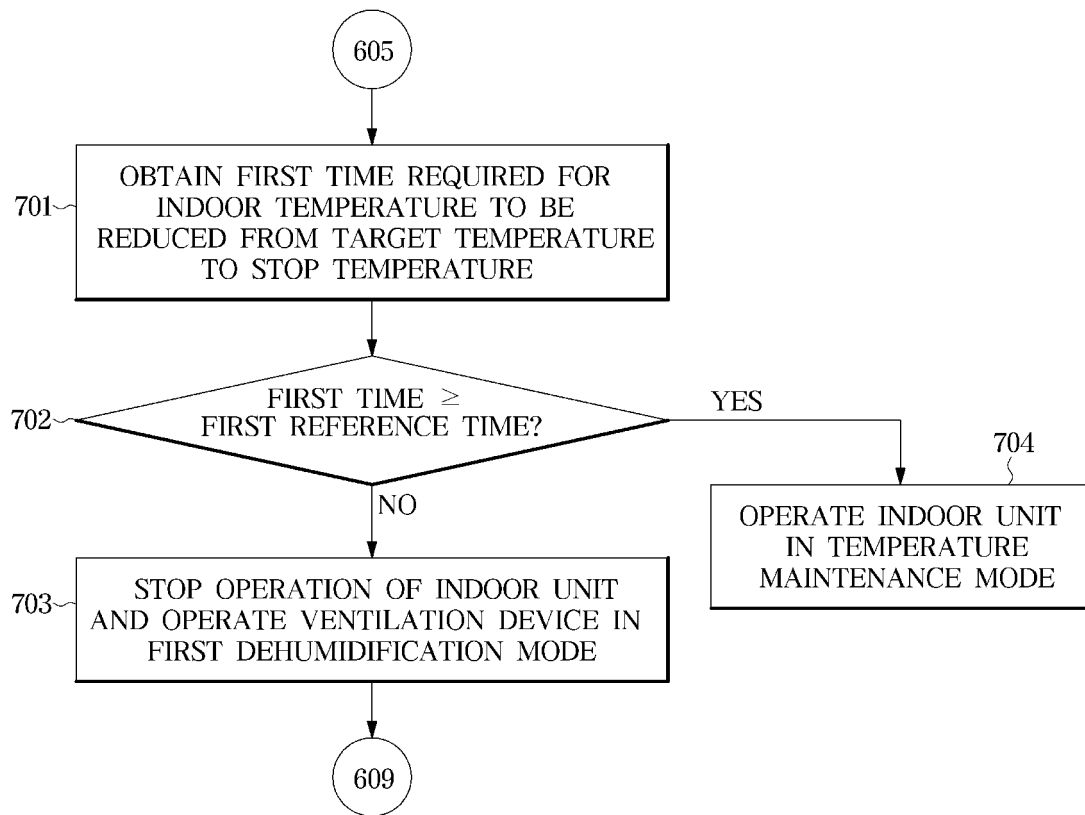 605
701
OBTAIN FIRST TIME REQUIRED FOR
INDOOR TEMPERATURE TO BE
REDUCED FROM TARGET TEMPERATURE
TO STOP TEMPERATURE
702
FIRST TIME ≥
FIRST REFERENCE TIME?
YES
NO
704
OPERATE INDOOR UNIT
IN TEMPERATURE
MAINTENANCE MODE
703
STOP OPERATION OF INDOOR UNIT
AND OPERATE VENTILATION DEVICE IN
FIRST DEHUMIDIFICATION MODE
609